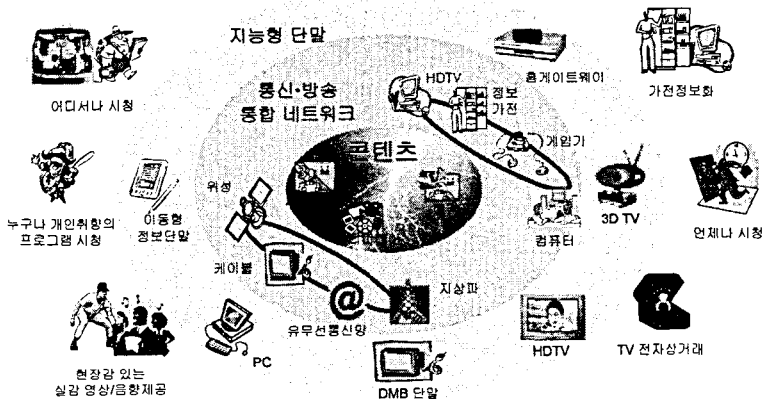 지능형 단말
통신·방송
통합 네트워크
콘텐츠
HDTV
정보
가전
게임기
컴퓨터
홈게이트웨이
가전정보화
어디서나 시청
누구나 개인취향의
프로그램 시청
이동형
정보단말
위성
케이블
@
유무선통신망
지상파
3D TV
언제나 시청
현장감 있는
실감 영상/음향제공
PC
DMB 단말
HDTV
TV 전자상거래